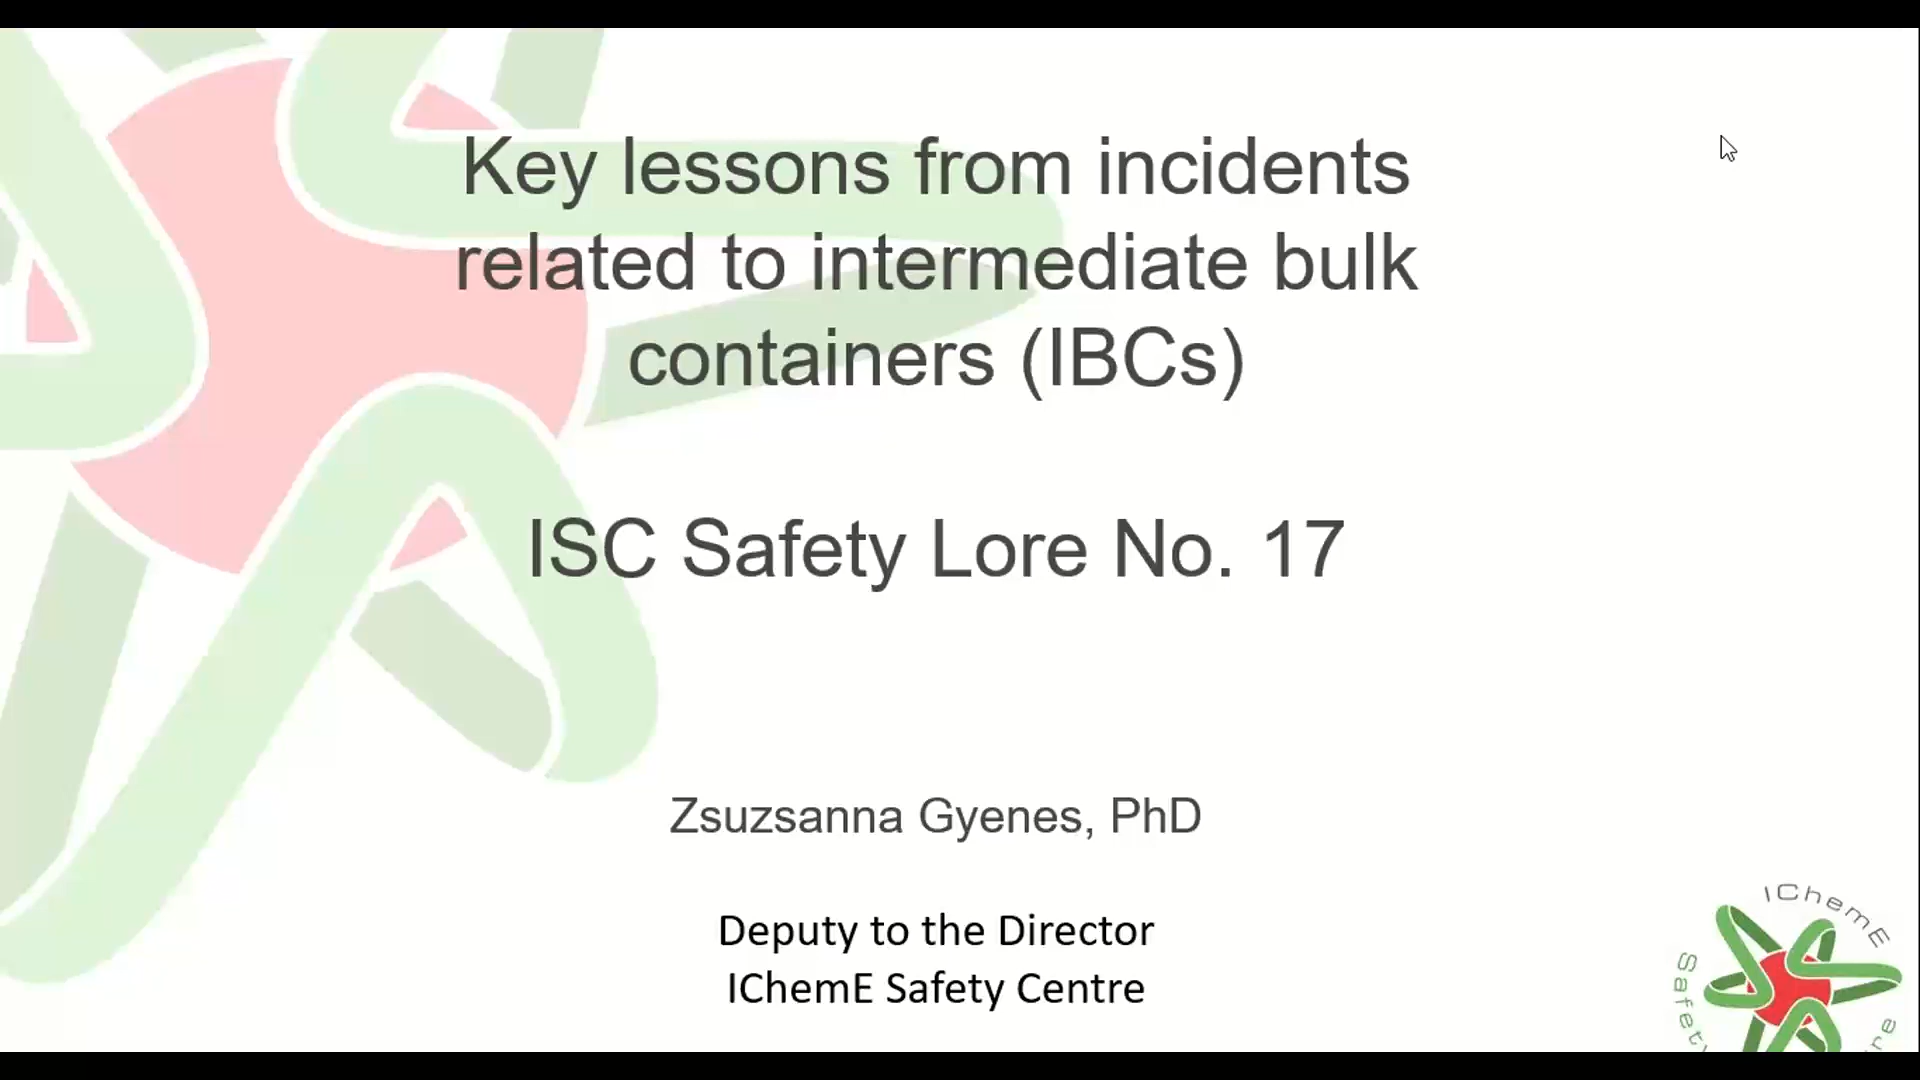 Key lessons from incidents
related to intermediate bulk
containers (IBCs)
ISC Safety Lore No. 17
Zsuzsanna Gyenes, PhD
Deputy to the Director
IChemE Safety Centre
IChemE